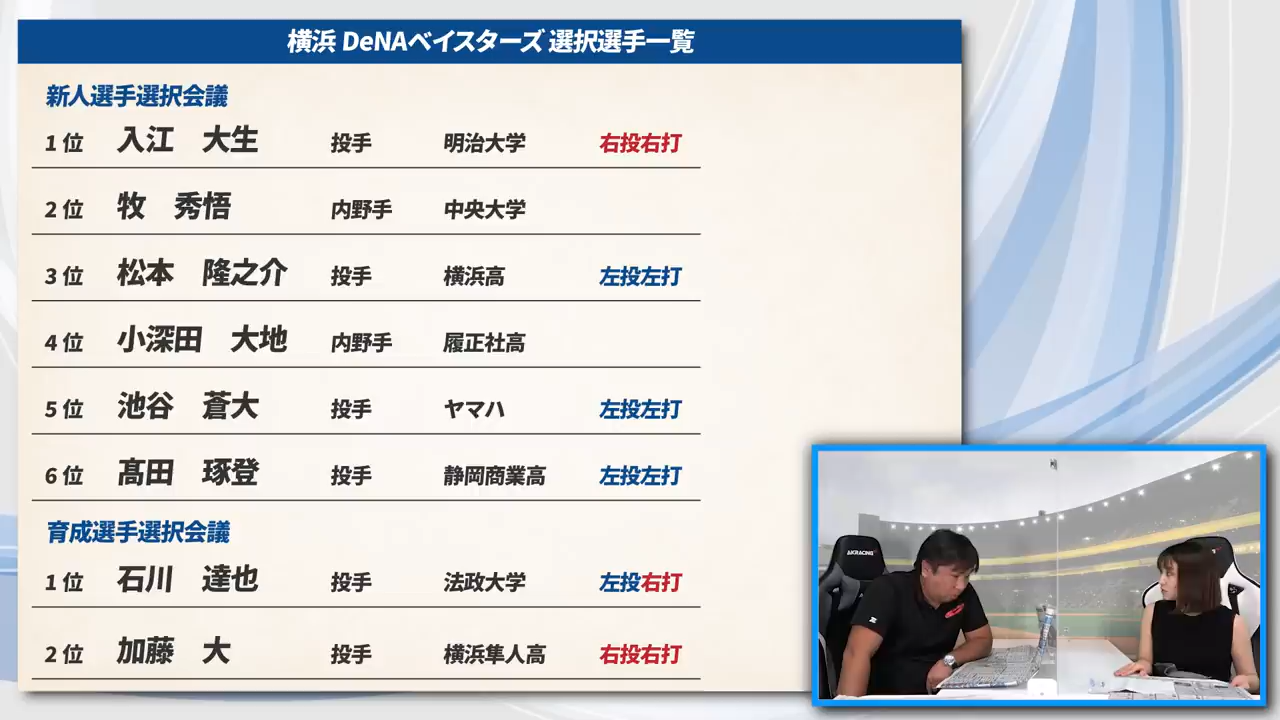 横浜 DeNAベイスターズ 選択選手一覧
新人選手選択会議
1位 入江 大生 投手 明治大学 右投右打
2位 牧 秀悟 内野手 中央大学
3位 松本 隆之介 投手 横浜高 左投左打
4位 小深田 大地 内野手 履正社高
5位 池谷 蒼大 投手 ヤマハ 左投左打
6位 髙田 琢登 投手 静岡商業高 左投左打
育成選手選択会議
1位 石川 達也 投手 法政大学 左投右打
2位 加藤 大 投手 横浜隼人高 右投右打
AKRACING